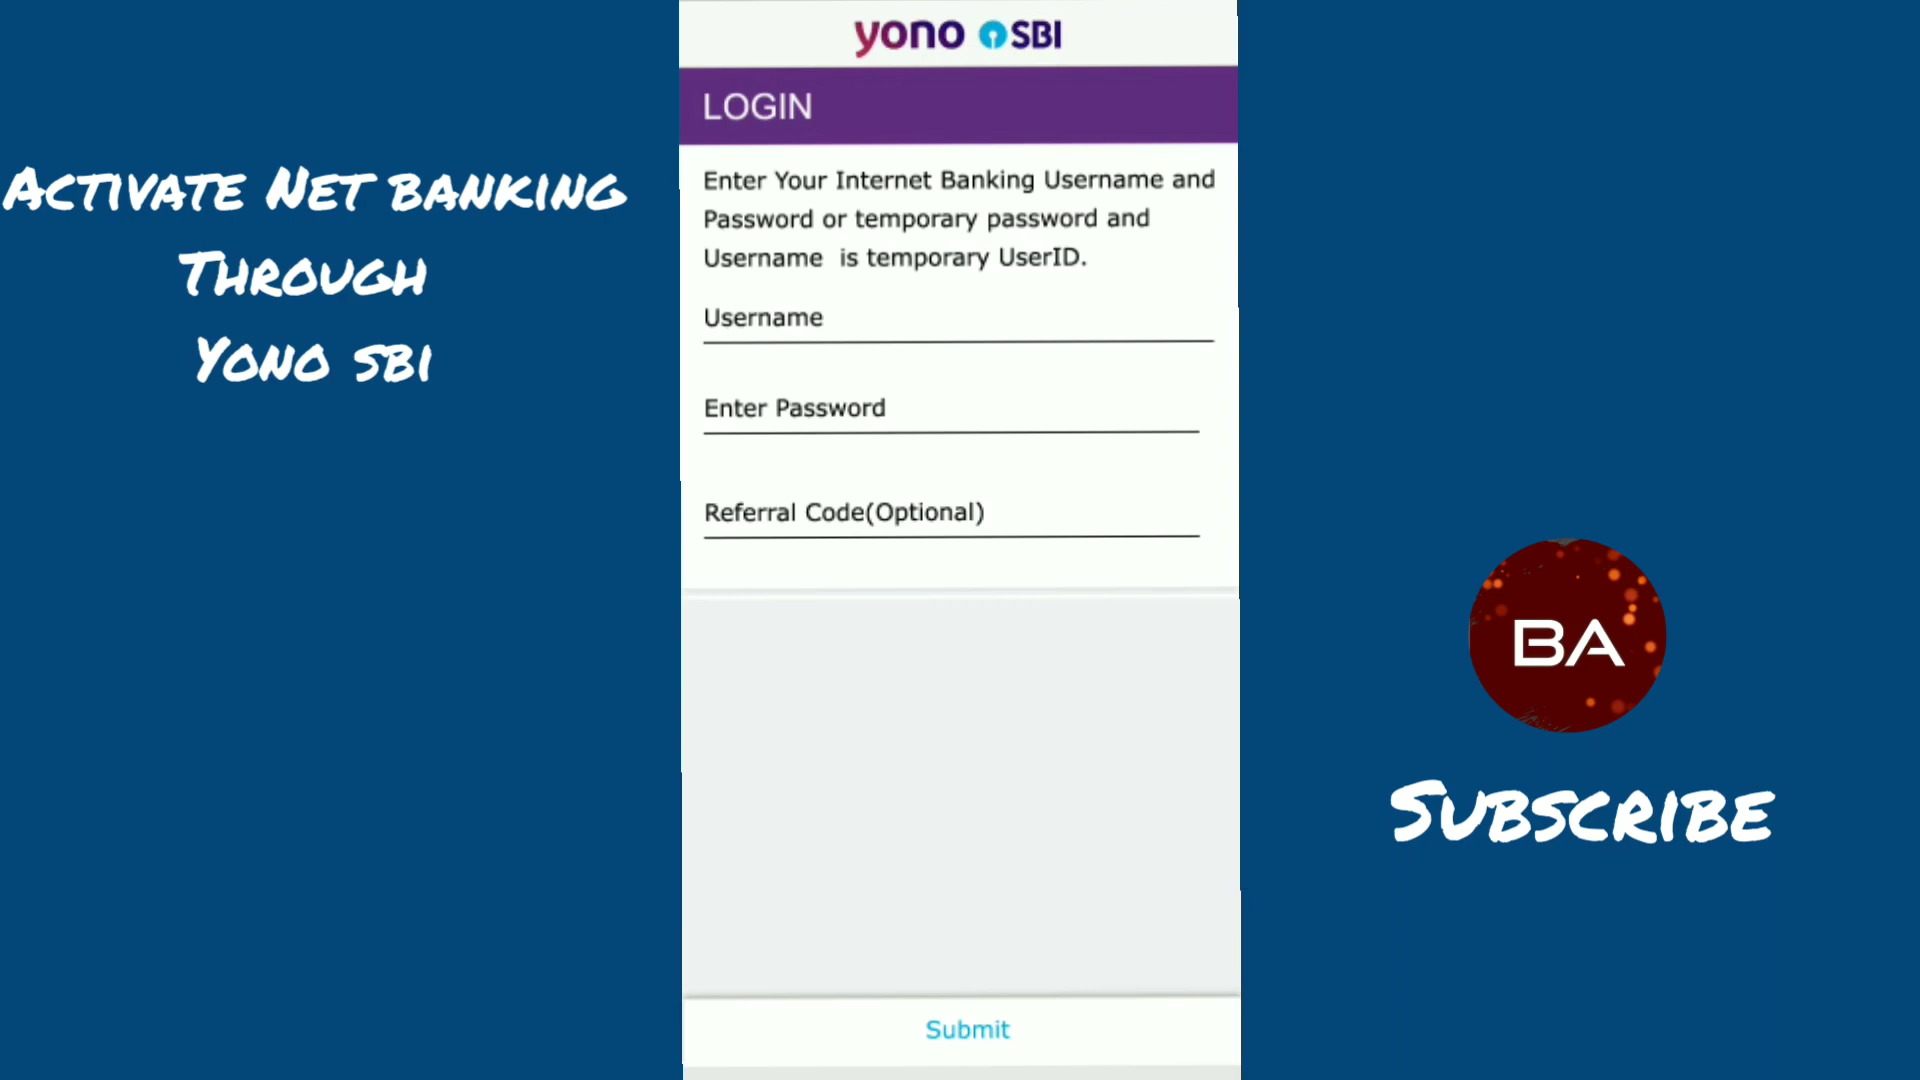 Activate Net banking
Through
Yono sbi
yono SBI
LOGIN
Enter Your Internet Banking Username and
Password or temporary password and
Username is temporary UserID.
Username
Enter Password
Referral Code(Optional)
Submit
BA
Subscribe